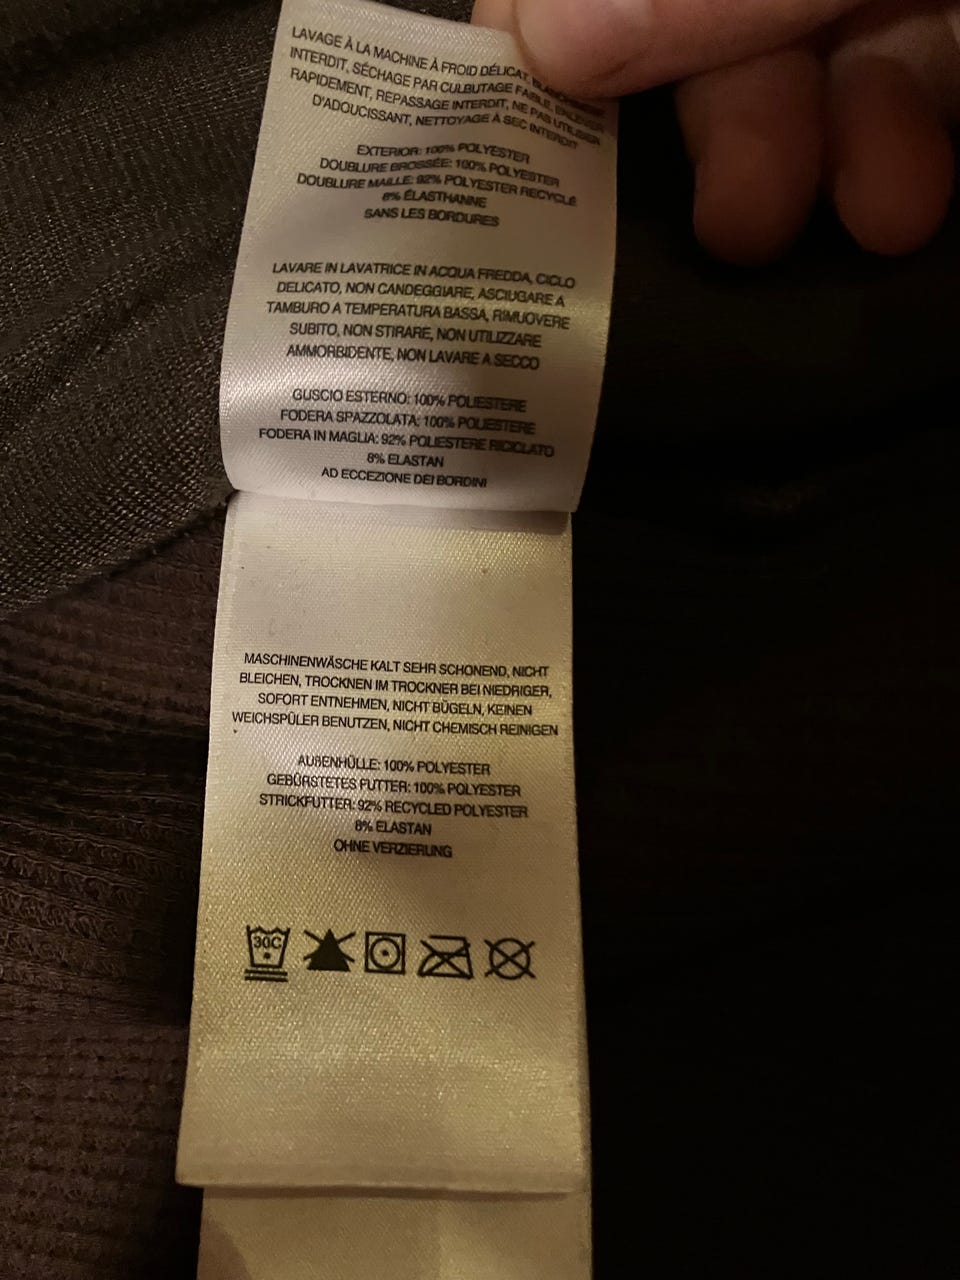 LAVAGE À LA MACHINE À FROID DÉLICAT,
INTERDIT, SÉCHAGE PAR CULBUTAGE FAIBLE, ENLEVER
RAPIDEMENT, REPASSAGE INTERDIT, NE PAS UTILISER
D'ADOUCISSANT, NETTOYAGE À SEC INTERDIT
EXTERIOR: 100% POLYESTER
DOUBLURE BROSSÉE: 100% POLYESTER
DOUBLURE MAILLE: 92% POLYESTER RECYCLÉ
8% ÉLASTHANNE
SANS LES BORDURES
LAVARE IN LAVATRICE IN ACQUA FREDDA, CICLO
DELICATO, NON CANDEGGIARE, ASCIUGARE A
TAMBURO A TEMPERATURA BASSA, RIMUOVERE
SUBITO, NON STIRARE, NON UTILIZZARE
AMMORBIDENTE, NON LAVARE A SECCO
GUSCIO ESTERNO: 100% POLIESTERE
FODERA SPAZZOLATA: 100% POLIESTERE
FODERA IN MAGLIA: 92% POLIESTERE RICICLATO
8% ELASTAN
AD ECCEZIONE DEI BORDINI
MASCHINENWÄSCHE KALT SEHR SCHONEND, NICHT
BLEICHEN, TROCKNEN IM TROCKNER BEI NIEDRIGER,
SOFORT ENTNEHMEN, NICHT BÜGELN, KEINEN
WEICHSPÜLER BENUTZEN, NICHT CHEMISCH REINIGEN
AUßENHÜLLE: 100% POLYESTER
GEBÜRSTETES FUTTER: 100% POLYESTER
STRICKFUTTER: 92% RECYCLED POLYESTER
8% ELASTAN
OHNE VERZIERUNG
30C